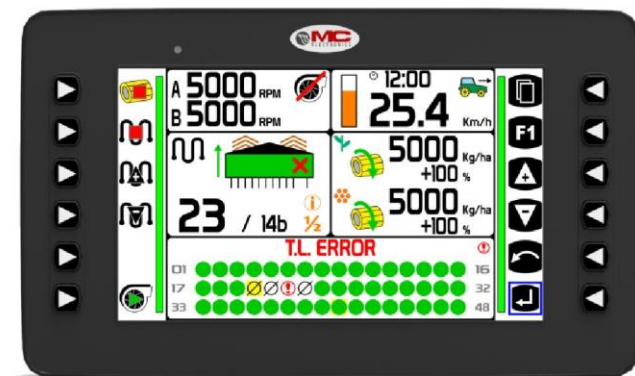 MC
ELECTRONICS
A 5000 RPM
B 5000 RPM
12:00
25.4 Km/h
F1
23 / 14b
i
1/2
5000 Kg/ha
+100 %
5000 Kg/ha
+100 %
T.L. ERROR
01 16
17 32
33 48